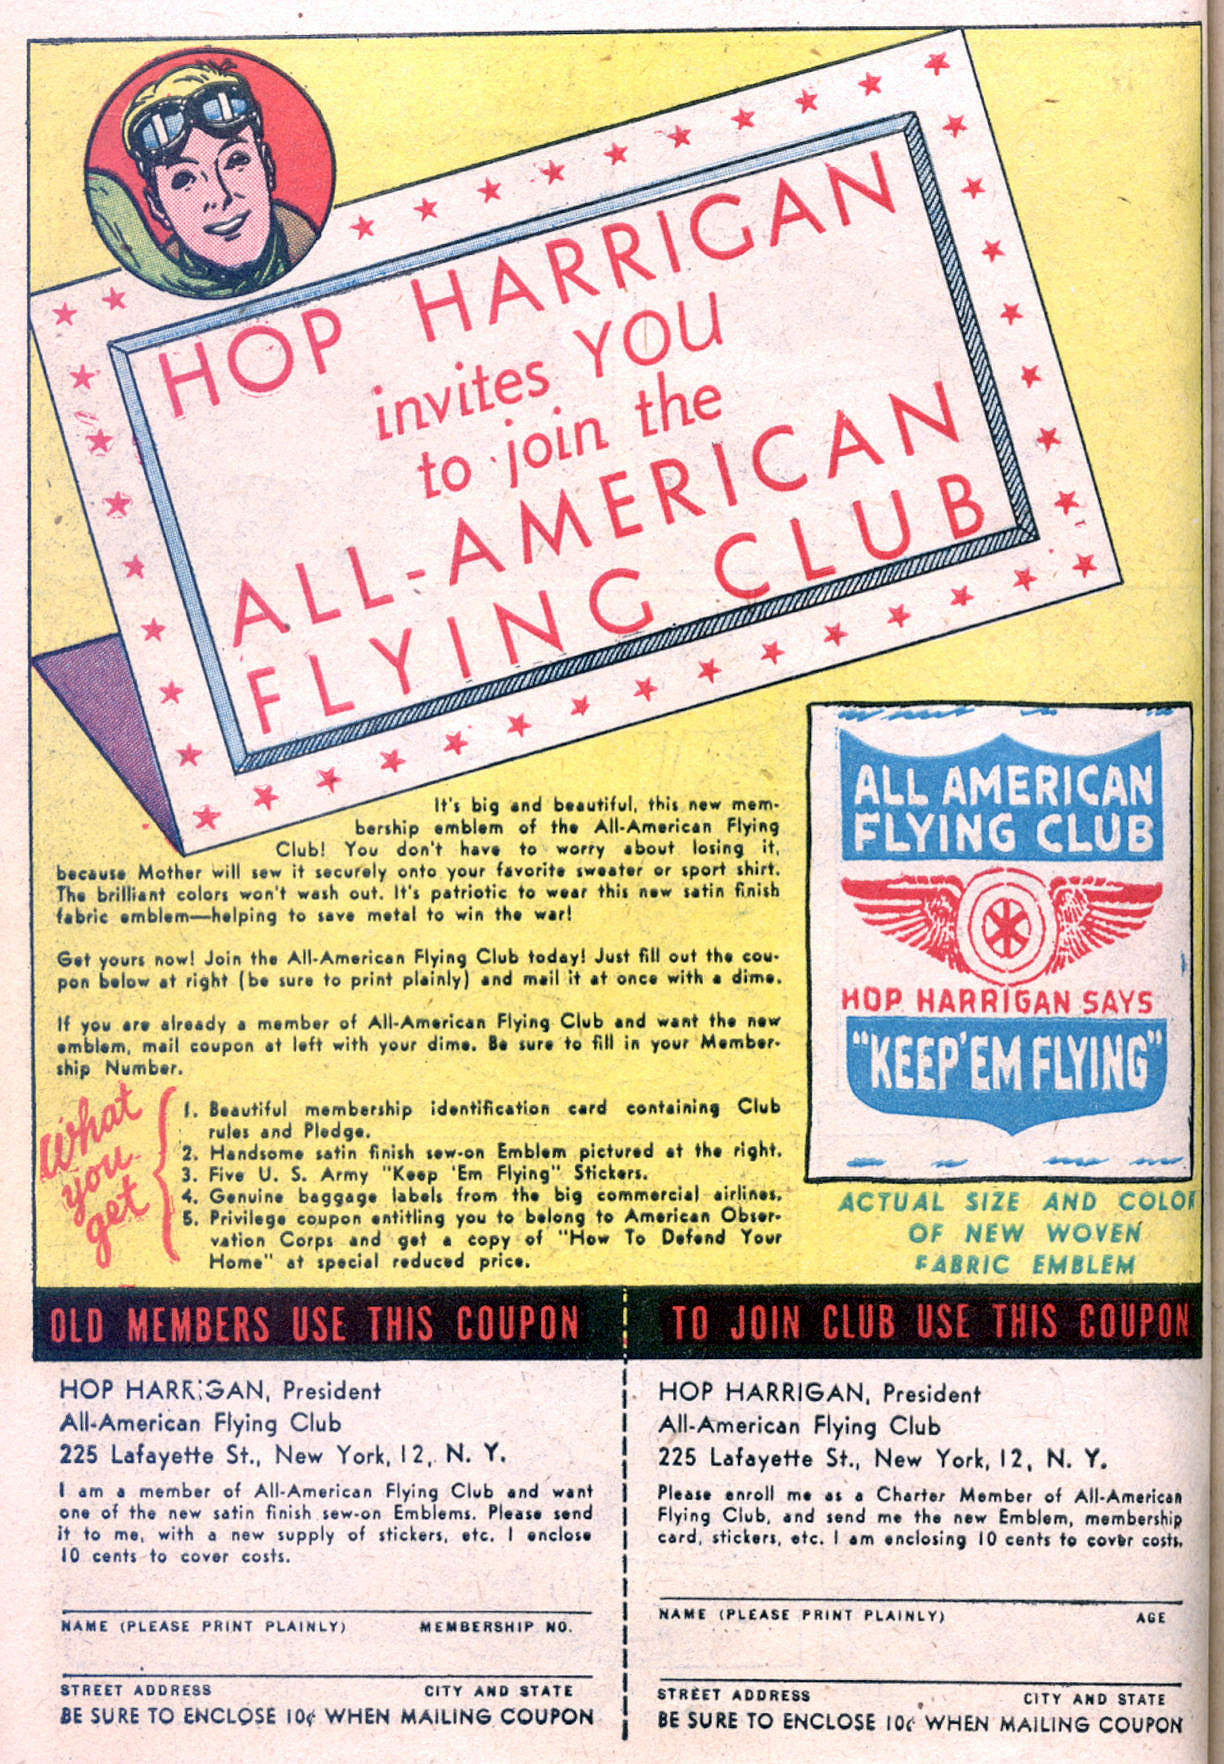 HOP HARRIGAN
invites YOU
to join the
ALL-AMERICAN
FLYING CLUB
It's big and beautiful, this new mem-
bership emblem of the All-American Flying
Club! You don't have to worry about losing it,
because Mother will sew it securely onto your favorite sweater or sport shirt.
The brilliant colors won't wash out. It's patriotic to wear this new satin finish
fabric emblem—helping to save metal to win the war!
Get yours now! Join the All-American Flying Club today! Just fill out the cou-
pon below at right (be sure to print plainly) and mail it at once with a dime.
If you are already a member of All-American Flying Club and want the new
emblem, mail coupon at left with your dime. Be sure to fill in your Member-
ship Number.
What
you
get
1. Beautiful membership identification card containing Club
rules and Pledge.
2. Handsome satin finish sew-on Emblem pictured at the right.
3. Five U. S. Army "Keep 'Em Flying" Stickers.
4. Genuine baggage labels from the big commercial airlines.
5. Privilege coupon entitling you to belong to American Obser-
vation Corps and get a copy of "How To Defend Your
Home" at special reduced price.
ALL AMERICAN
FLYING CLUB
HOP HARRIGAN SAYS
"KEEP 'EM FLYING"
ACTUAL SIZE AND COLOR
OF NEW WOVEN
FABRIC EMBLEM
OLD MEMBERS USE THIS COUPON
HOP HARRIGAN, President
All-American Flying Club
225 Lafayette St., New York, 12, N. Y.
I am a member of All-American Flying Club and want
one of the new satin finish sew-on Emblems. Please send
it to me, with a new supply of stickers, etc. I enclose
10 cents to cover costs.
NAME (PLEASE PRINT PLAINLY) MEMBERSHIP NO.
STREET ADDRESS CITY AND STATE
BE SURE TO ENCLOSE 10¢ WHEN MAILING COUPON
TO JOIN CLUB USE THIS COUPON
HOP HARRIGAN, President
All-American Flying Club
225 Lafayette St., New York, 12, N. Y.
Please enroll me as a Charter Member of All-American
Flying Club, and send me the new Emblem, membership
card, stickers, etc. I am enclosing 10 cents to cover costs.
NAME (PLEASE PRINT PLAINLY) AGE
STREET ADDRESS CITY AND STATE
BE SURE TO ENCLOSE 10¢ WHEN MAILING COUPON